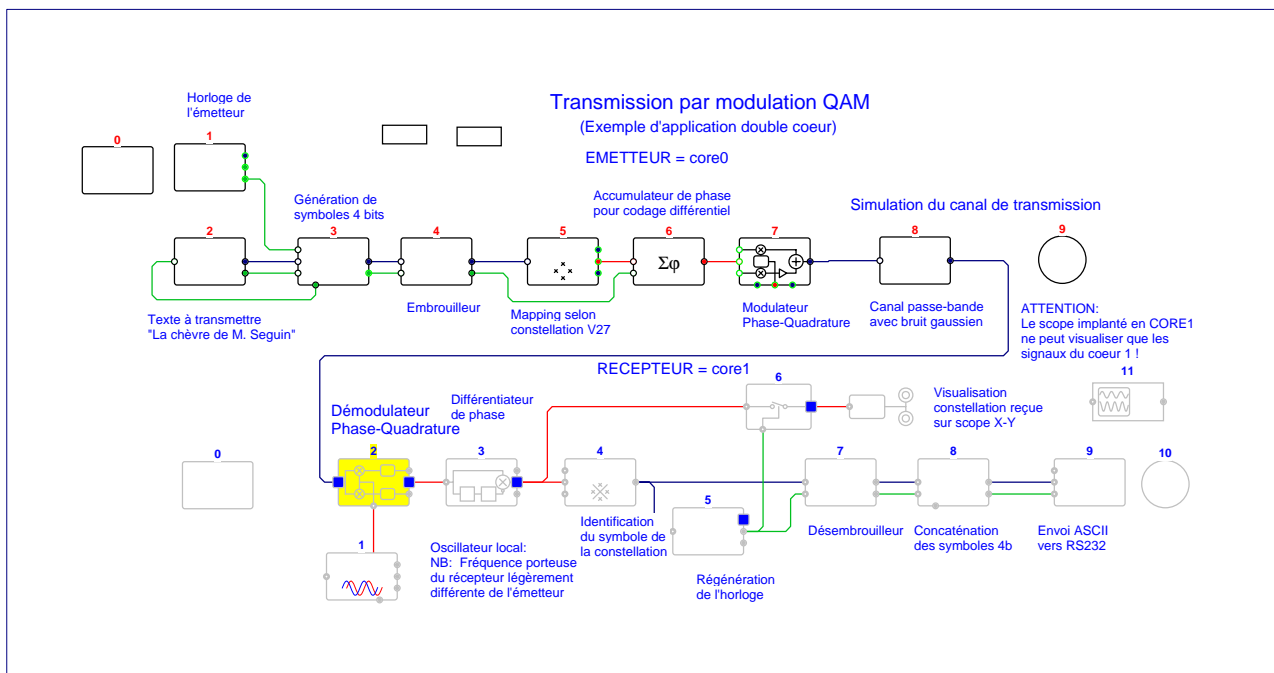 Transmission par modulation QAM
(Exemple d'application double coeur)
EMETTEUR = core0
Horloge de
l'émetteur
0
1
Génération de
symboles 4 bits
Accumulateur de phase
pour codage différentiel
Simulation du canal de transmission
2
3
4
5
6
7
8
9
Σφ
Texte à transmettre
"La chèvre de M. Seguin"
Embrouilleur
Mapping selon
constellation V27
Modulateur
Phase-Quadrature
Canal passe-bande
avec bruit gaussien
ATTENTION:
Le scope implanté en CORE1
ne peut visualiser que les
signaux du coeur 1 !
RECEPTEUR = core1
6
11
Démodulateur
Phase-Quadrature
Différentiateur
de phase
Visualisation
constellation reçue
sur scope X-Y
0
2
3
4
5
7
8
9
10
1
Oscillateur local:
NB: Fréquence porteuse
du récepteur légèrement
différente de l'émetteur
Identification
du symbole de
la constellation
Régénération
de l'horloge
Désembrouilleur
Concaténation
des symboles 4b
Envoi ASCII
vers RS232